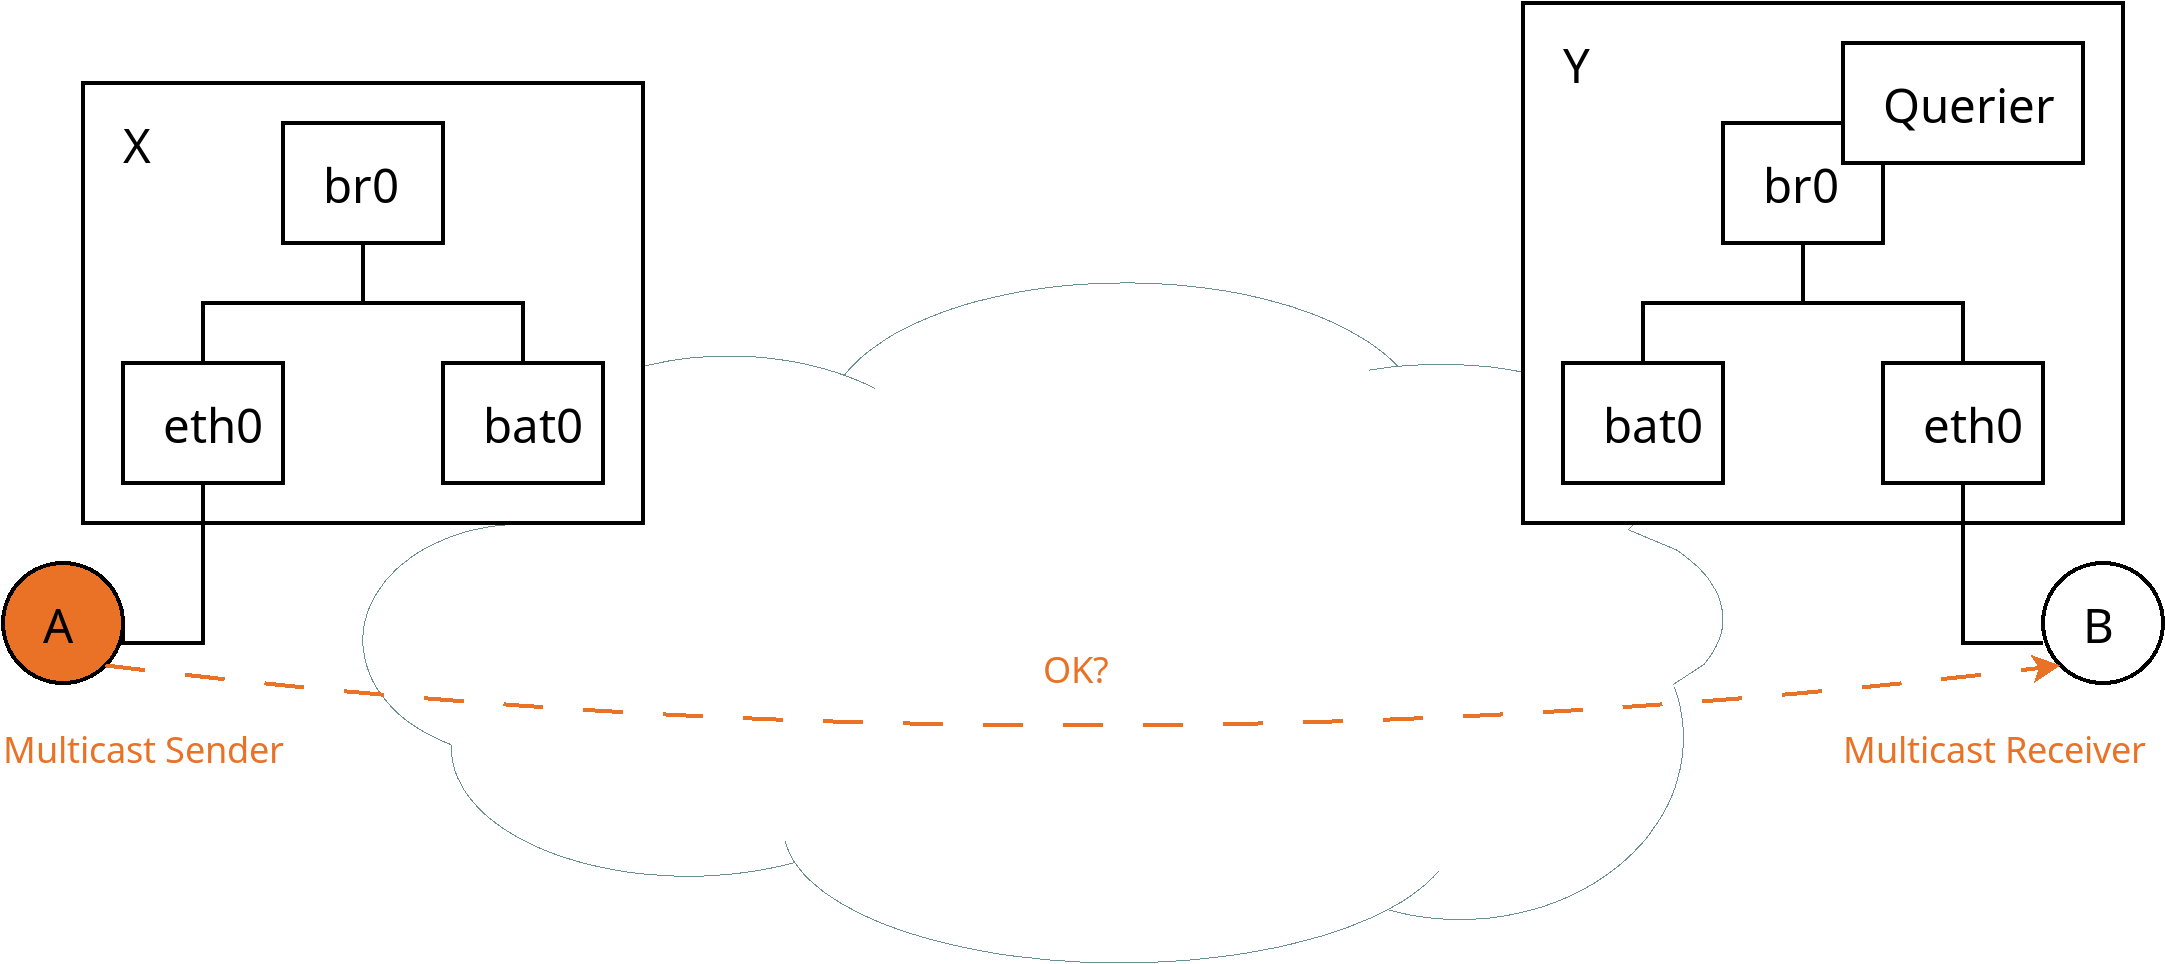 X
br0
eth0
bat0
Y
Querier
br0
bat0
eth0
A
B
OK?
Multicast Sender
Multicast Receiver